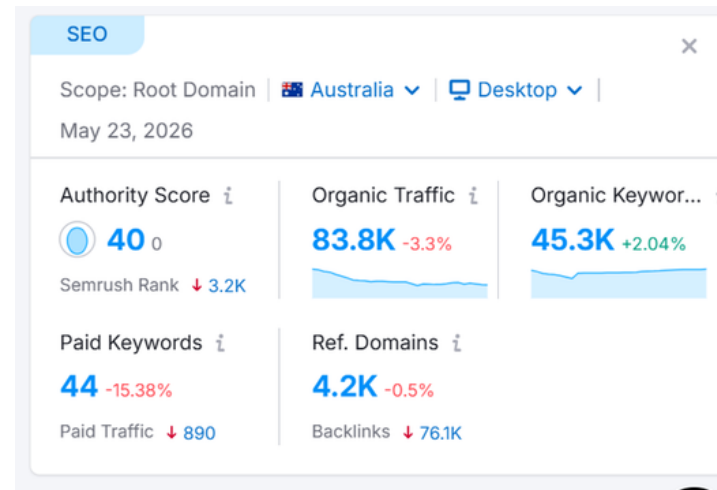 SEO
Scope: Root Domain | Australia | Desktop |
May 23, 2026
Authority Score i
40 0
Semrush Rank ↓ 3.2K
Organic Traffic i
83.8K -3.3%
Organic Keywor...
45.3K +2.04%
Paid Keywords i
44 -15.38%
Paid Traffic ↓ 890
Ref. Domains i
4.2K -0.5%
Backlinks ↓ 76.1K